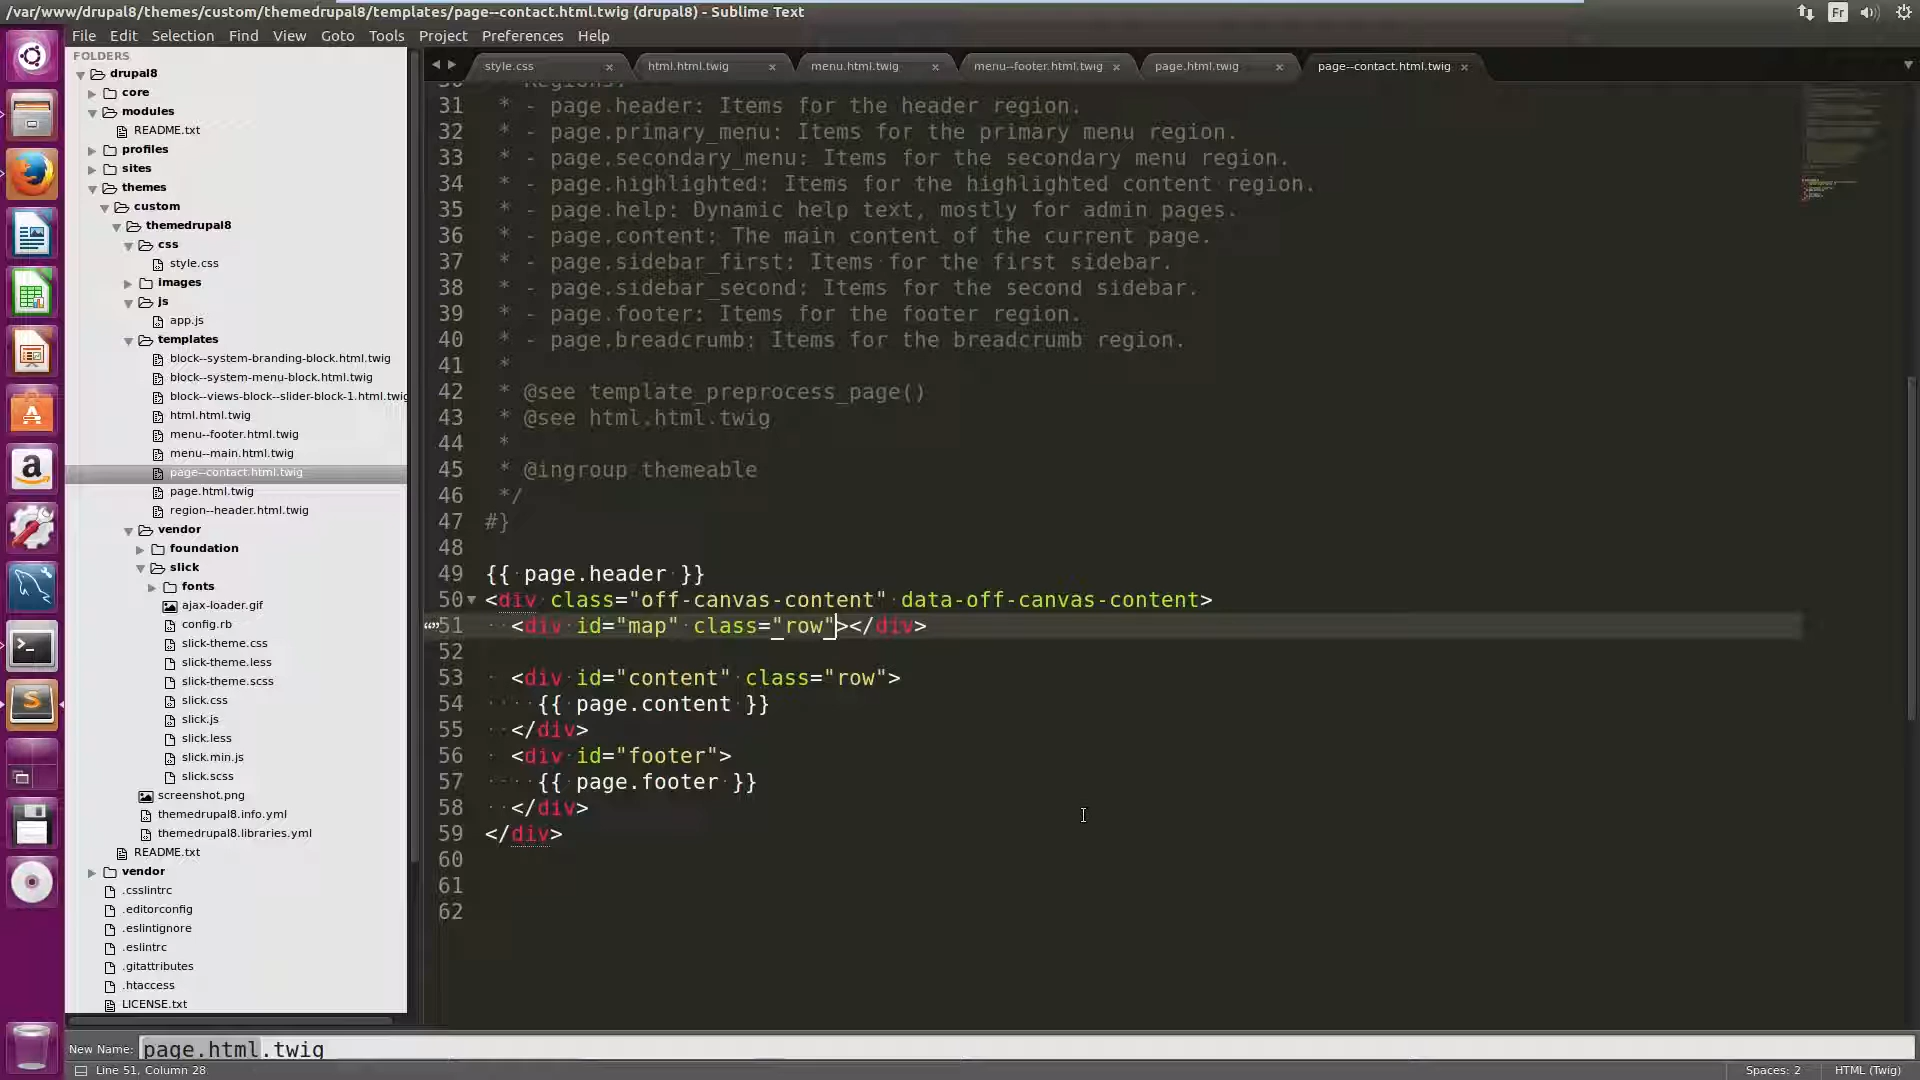 /var/www/drupal8/themes/custom/themedrupal8/templates/page--contact.html.twig (drupal8) - Sublime Text
Fr
File Edit Selection Find View Goto Tools Project Preferences Help
FOLDERS
drupal8
core
modules
README.txt
profiles
sites
themes
custom
themedrupal8
css
style.css
images
js
app.js
templates
block--system-branding-block.html.twig
block--system-menu-block.html.twig
block--views-block--slider-block-1.html.twig
html.html.twig
menu--footer.html.twig
menu--main.html.twig
page--contact.html.twig
page.html.twig
region--header.html.twig
vendor
foundation
slick
fonts
ajax-loader.gif
config.rb
slick-theme.css
slick-theme.less
slick-theme.scss
slick.css
slick.js
slick.less
slick.min.js
slick.scss
screenshot.png
themedrupal8.info.yml
themedrupal8.libraries.yml
README.txt
vendor
.csslintrc
.editorconfig
.eslintignore
.eslintrc
.gitattributes
.htaccess
LICENSE.txt
style.css html.html.twig menu.html.twig menu--footer.html.twig page.html.twig page--contact.html.twig
30 * Regions:
31 * - page.header: Items for the header region.
32 * - page.primary_menu: Items for the primary menu region.
33 * - page.secondary_menu: Items for the secondary menu region.
34 * - page.highlighted: Items for the highlighted content region.
35 * - page.help: Dynamic help text, mostly for admin pages.
36 * - page.content: The main content of the current page.
37 * - page.sidebar_first: Items for the first sidebar.
38 * - page.sidebar_second: Items for the second sidebar.
39 * - page.footer: Items for the footer region.
40 * - page.breadcrumb: Items for the breadcrumb region.
41 *
42 * @see template_preprocess_page()
43 * @see html.html.twig
44 *
45 * @ingroup themeable
46 */
47 #}
48
49 {{ page.header }}
50 <div class="off-canvas-content" data-off-canvas-content>
51 <div id="map" class="row"></div>
52
53 <div id="content" class="row">
54 {{ page.content }}
55 </div>
56 <div id="footer">
57 {{ page.footer }}
58 </div>
59 </div>
60
61
62
New Name: page.html.twig
Line 51, Column 28 Spaces: 2 HTML (Twig)